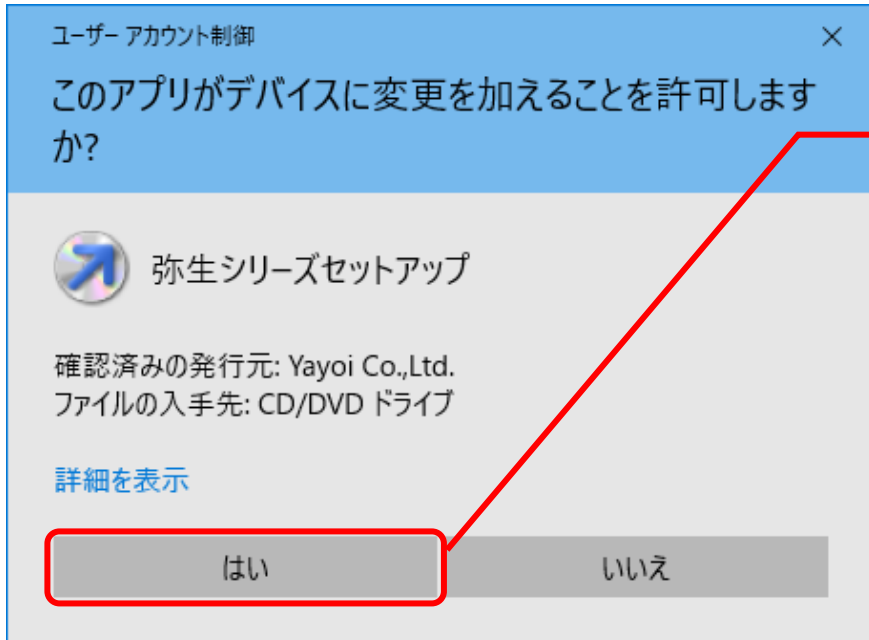 ユーザー アカウント制御
このアプリがデバイスに変更を加えることを許可します
か?
弥生シリーズセットアップ
確認済みの発行元: Yayoi Co.,Ltd.
ファイルの入手先: CD/DVD ドライブ
詳細を表示
はい
いいえ